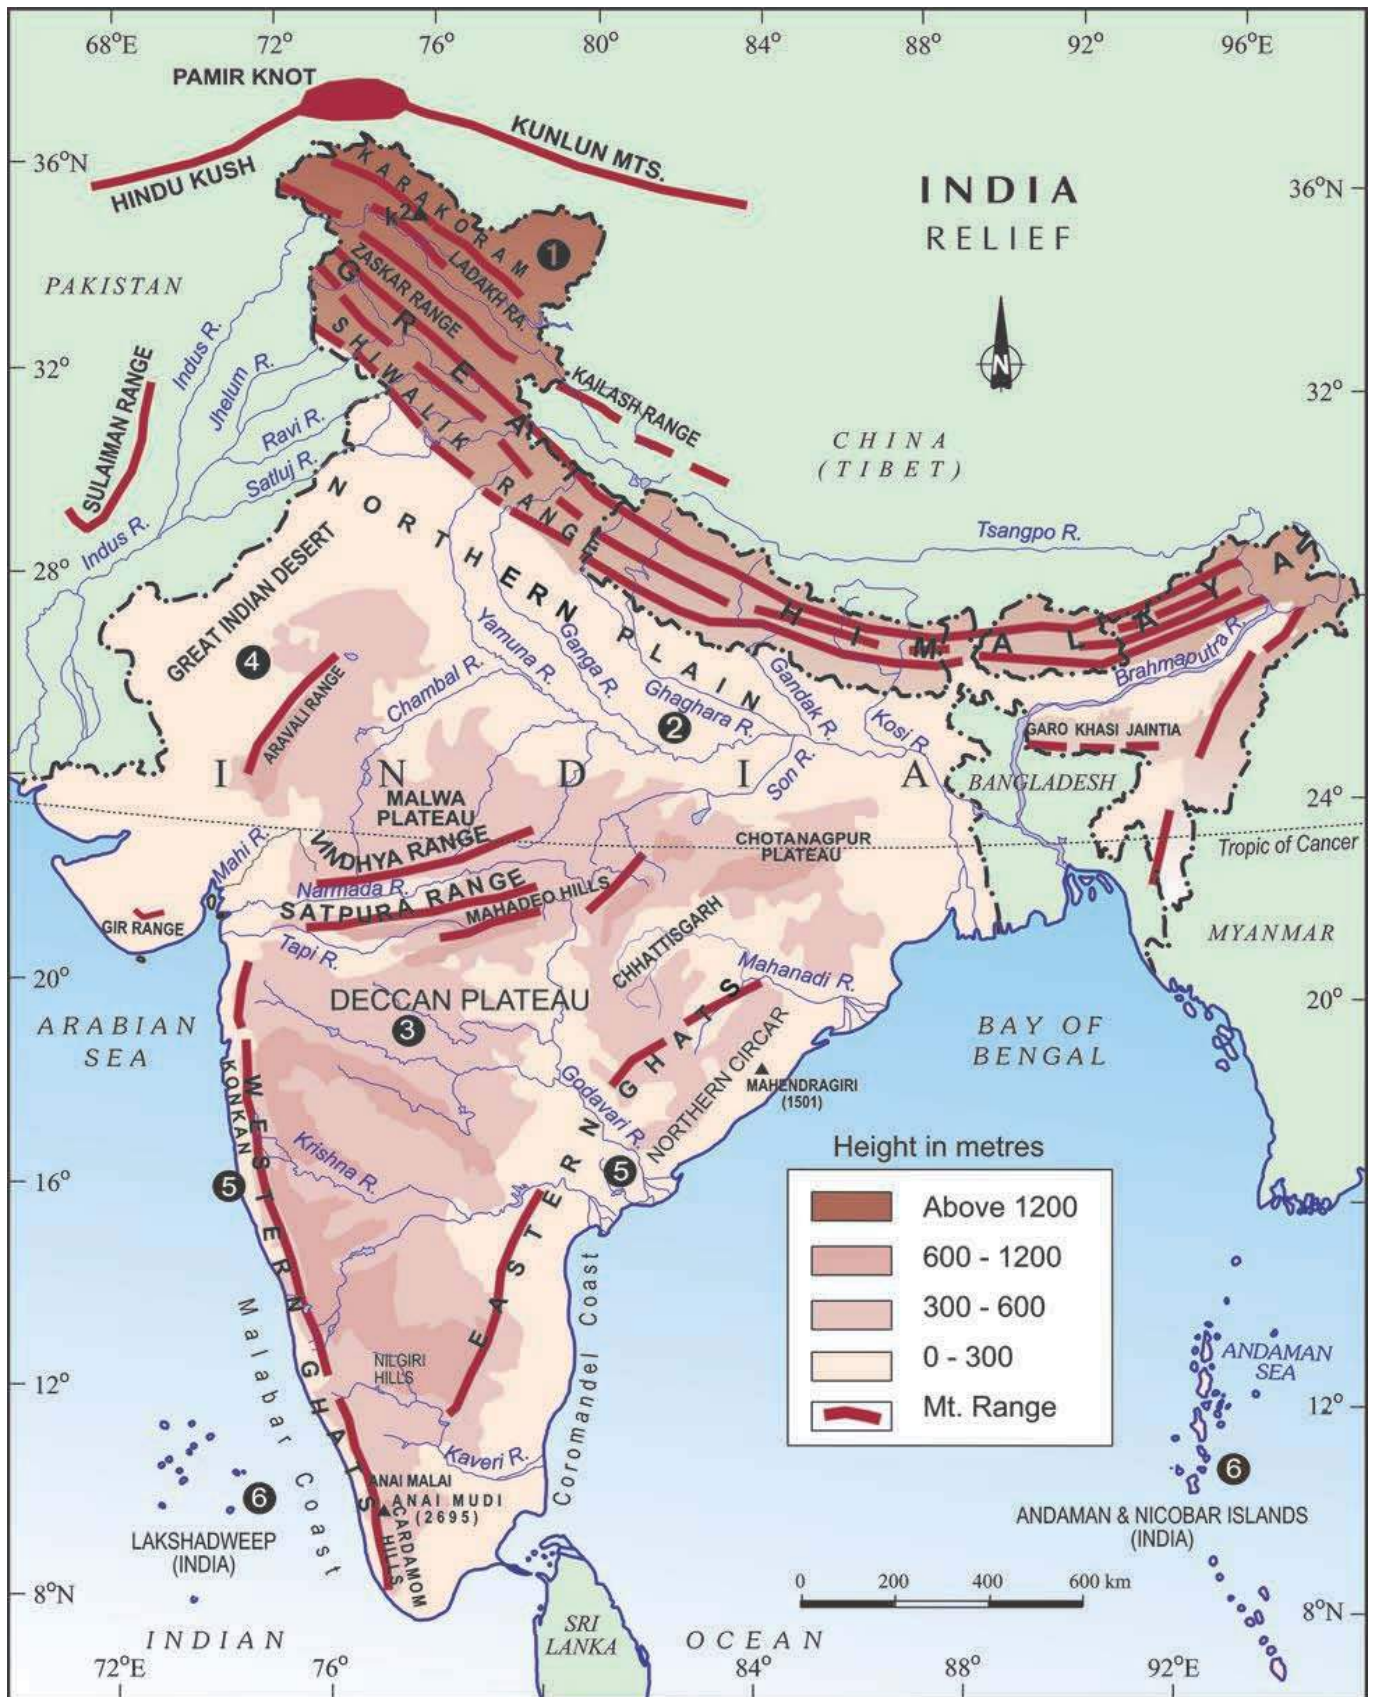 68°E 72° 76° 80° 84° 88° 92° 96°E
PAMIR KNOT
KUNLUN MTS.
36°N
HINDU KUSH
INDIA
RELIEF
36°N
KARAKORAM
k2
1
LADAKH RA.
ZASKAR RANGE
PAKISTAN
N
GREAT HIMALAYA
SHIWALIK RANGE
KAILASH RANGE
32°
32°
Indus R.
Jhelum R.
Ravi R.
Satluj R.
SULAIMAN RANGE
Indus R.
CHINA
(TIBET)
Tsangpo R.
NORTHERN PLAIN
28°
GREAT INDIAN DESERT
4
ARAVALI RANGE
Yamuna R.
Ganga R.
Chambal R.
Ghaghara R.
2
Gandak R.
Kosi R.
Brahmaputra R.
GARO KHASI JAINTIA
BANGLADESH
Son R.
I N D I A
24°
Tropic of Cancer
MALWA
PLATEAU
VINDHYA RANGE
CHOTANAGPUR
PLATEAU
Mahi R.
Narmada R.
SATPURA RANGE
MAHADEO HILLS
GIR RANGE
Tapi R.
CHHATTISGARH
Mahanadi R.
MYANMAR
20°
20°
DECCAN PLATEAU
3
ARABIAN
SEA
BAY OF
BENGAL
EASTERN GHATS
NORTHERN CIRCAR
MAHENDRAGIRI
(1501)
Godavari R.
KONKAN
WESTERN GHATS
Krishna R.
5
5
16°
Height in metres
Above 1200
600 - 1200
300 - 600
0 - 300
Mt. Range
Malabar Coast
Coromandel Coast
NILGIRI
HILLS
12°
12°
ANDAMAN
SEA
Kaveri R.
ANAI MALAI
ANAI MUDI
(2695)
CARDAMOM
HILLS
6
LAKSHADWEEP
(INDIA)
6
ANDAMAN & NICOBAR ISLANDS
(INDIA)
0 200 400 600 km
8°N
8°N
SRI
LANKA
INDIAN OCEAN
72°E 76° 84° 88° 92°E